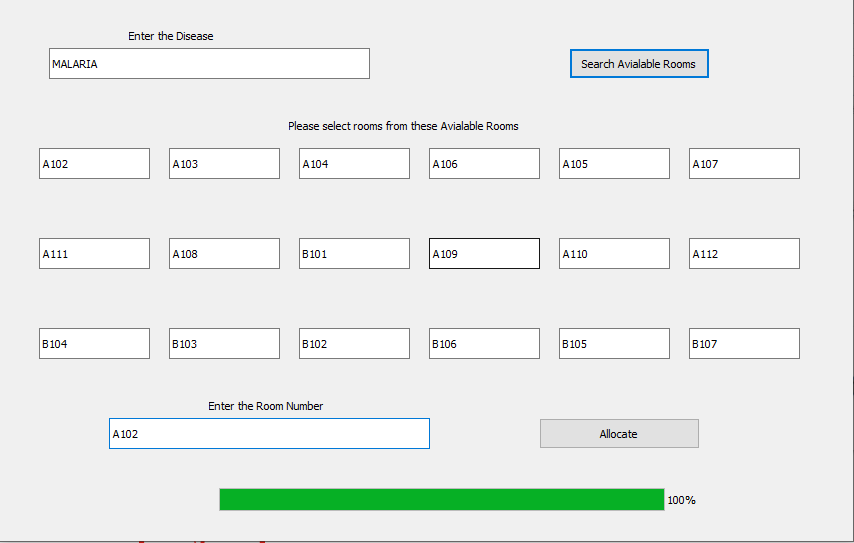 Enter the Disease
MALARIA
Search Avialable Rooms
Please select rooms from these Avialable Rooms
A102 A103 A104 A106 A105 A107
A111 A108 B101 A109 A110 A112
B104 B103 B102 B106 B105 B107
Enter the Room Number
A102
Allocate
100%